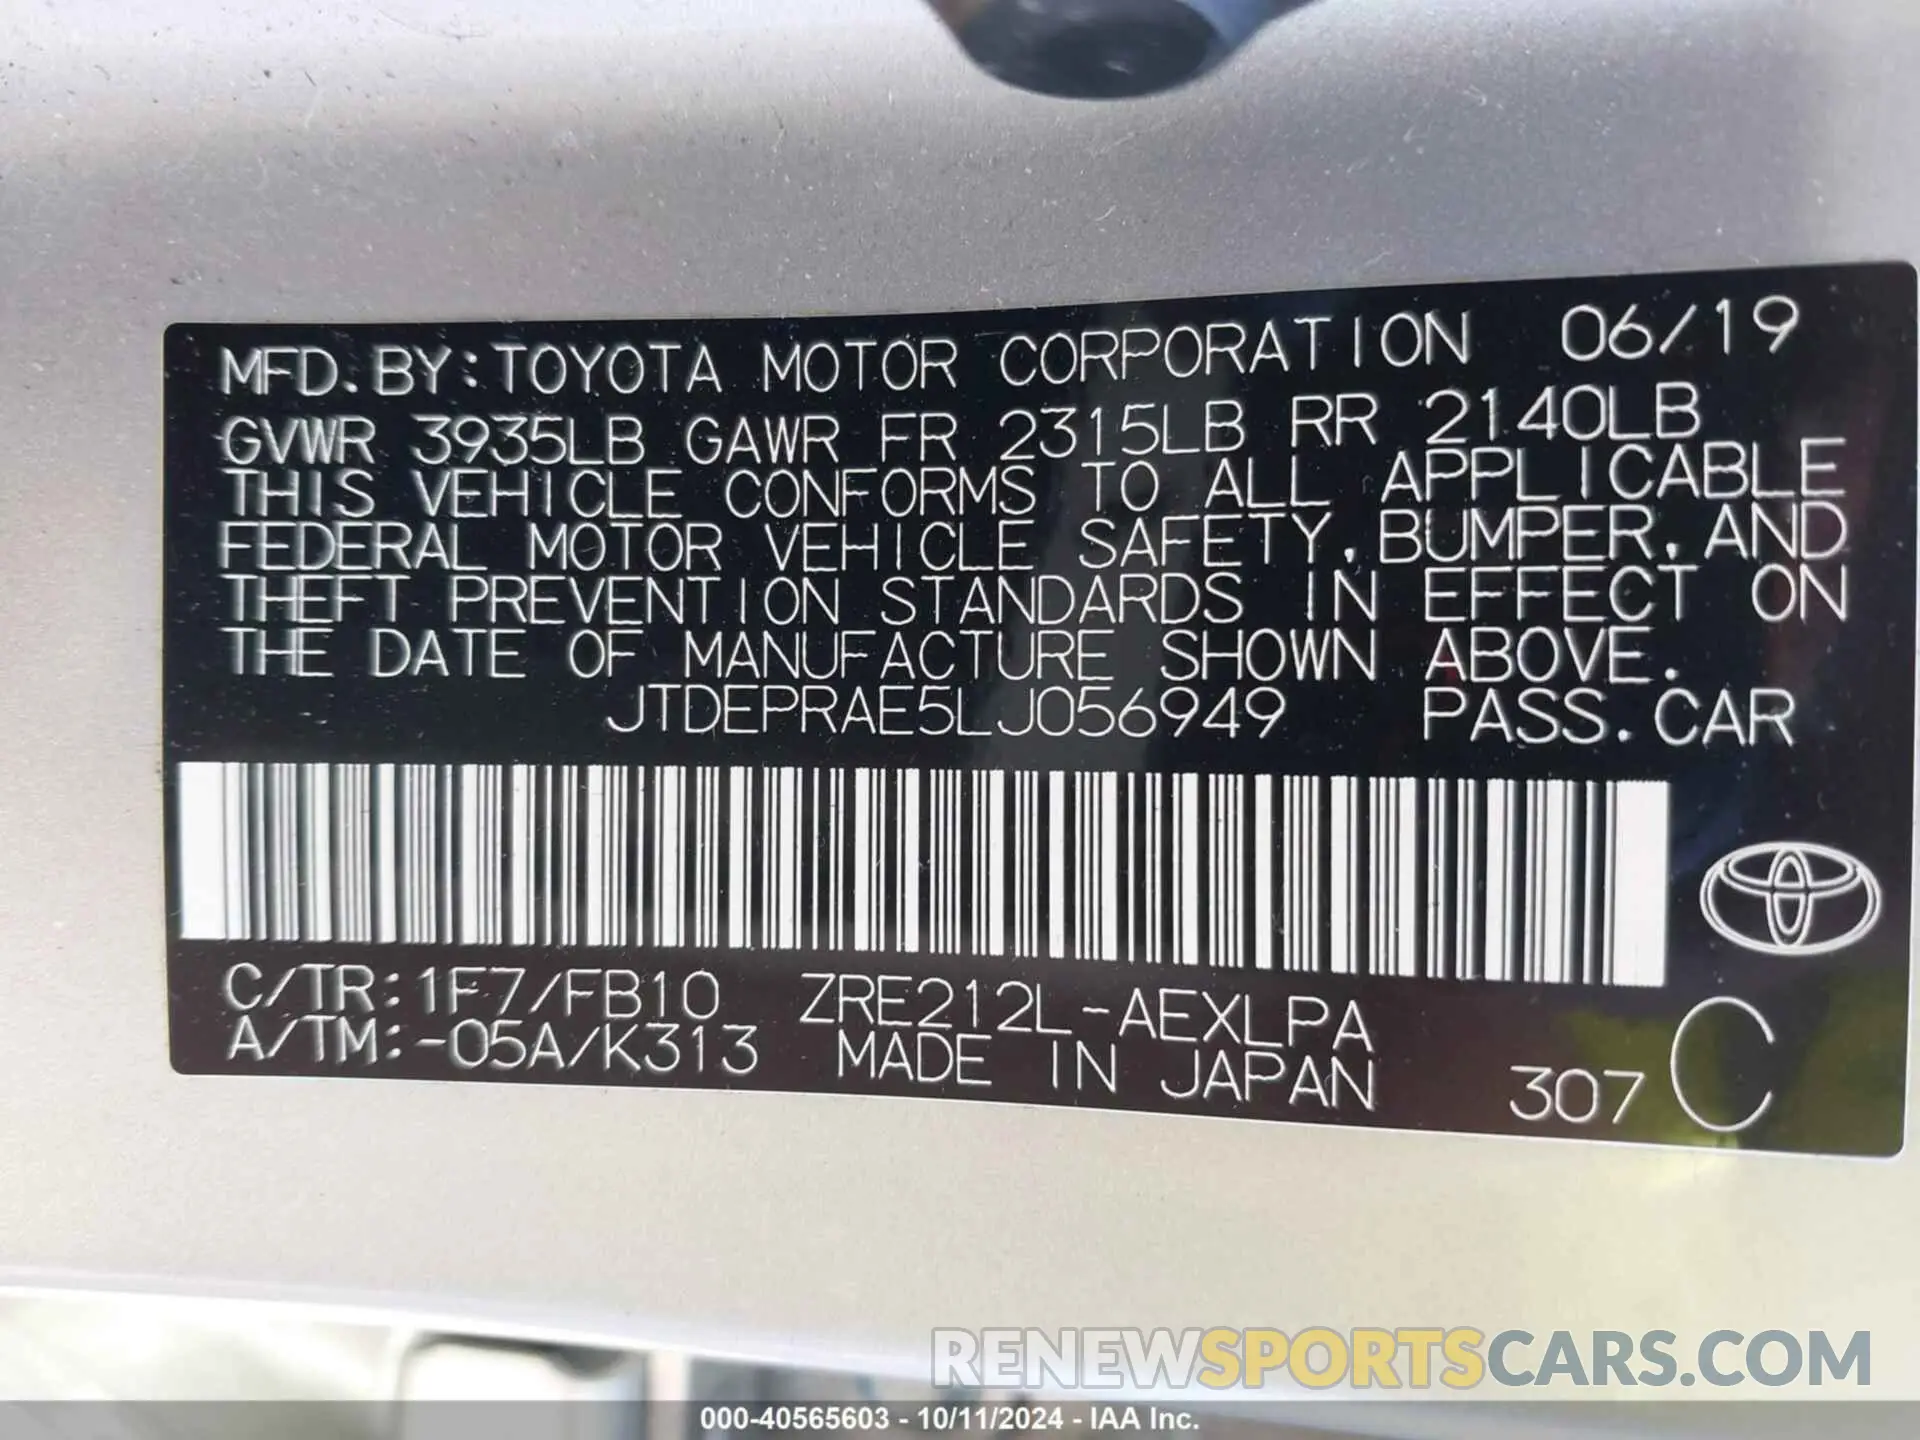 MFD. BY: TOYOTA MOTOR CORPORATION 06/19
GVWR 3935LB GAWR FR 2315LB RR 2140LB
THIS VEHICLE CONFORMS TO ALL APPLICABLE
FEDERAL MOTOR VEHICLE SAFETY, BUMPER, AND
THEFT PREVENTION STANDARDS IN EFFECT ON
THE DATE OF MANUFACTURE SHOWN ABOVE.
JTDEPRAE5LJ056949 PASS. CAR
C/TR: 1F7/FB10 ZRE212L-AEXLPA
A/TM: -05A/K313 MADE IN JAPAN 307 C
RENEWSPORTSCARS.COM
000-40565603 - 10/11/2024 - IAA Inc.